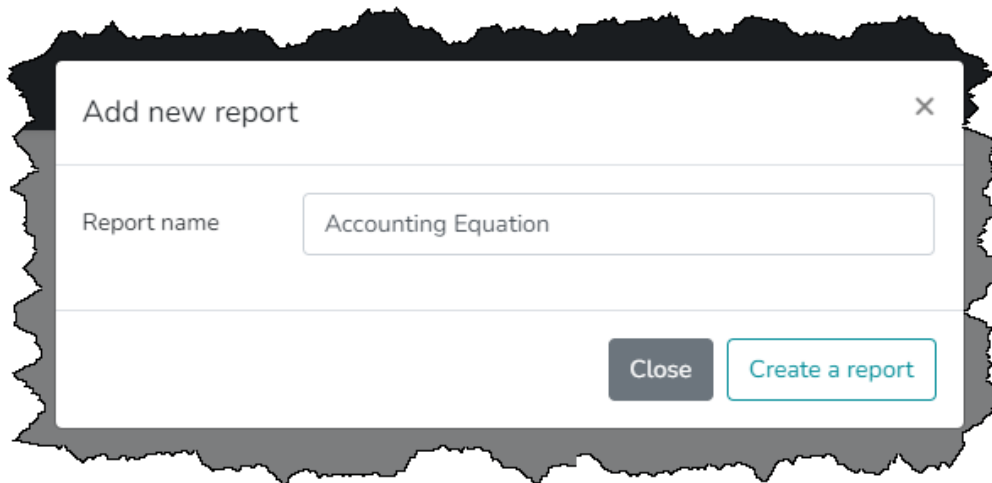 Add new report
×
Report name
Accounting Equation
Close
Create a report